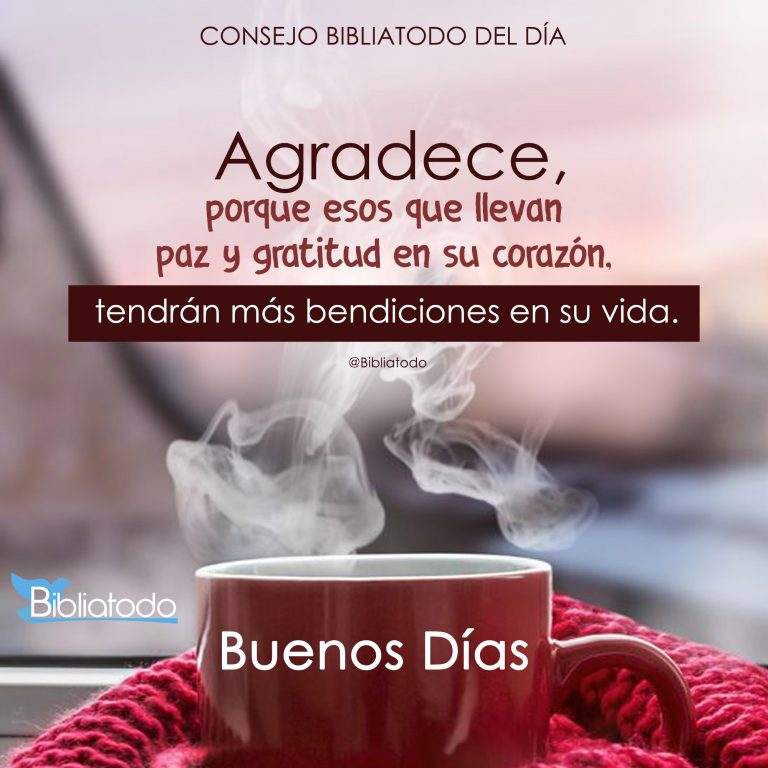 CONSEJO BIBLIATODO DEL DÍA
Agradece,
porque esos que llevan
paz y gratitud en su corazón,
tendrán más bendiciones en su vida.
@Bibliatodo
Bibliatodo
Buenos Días